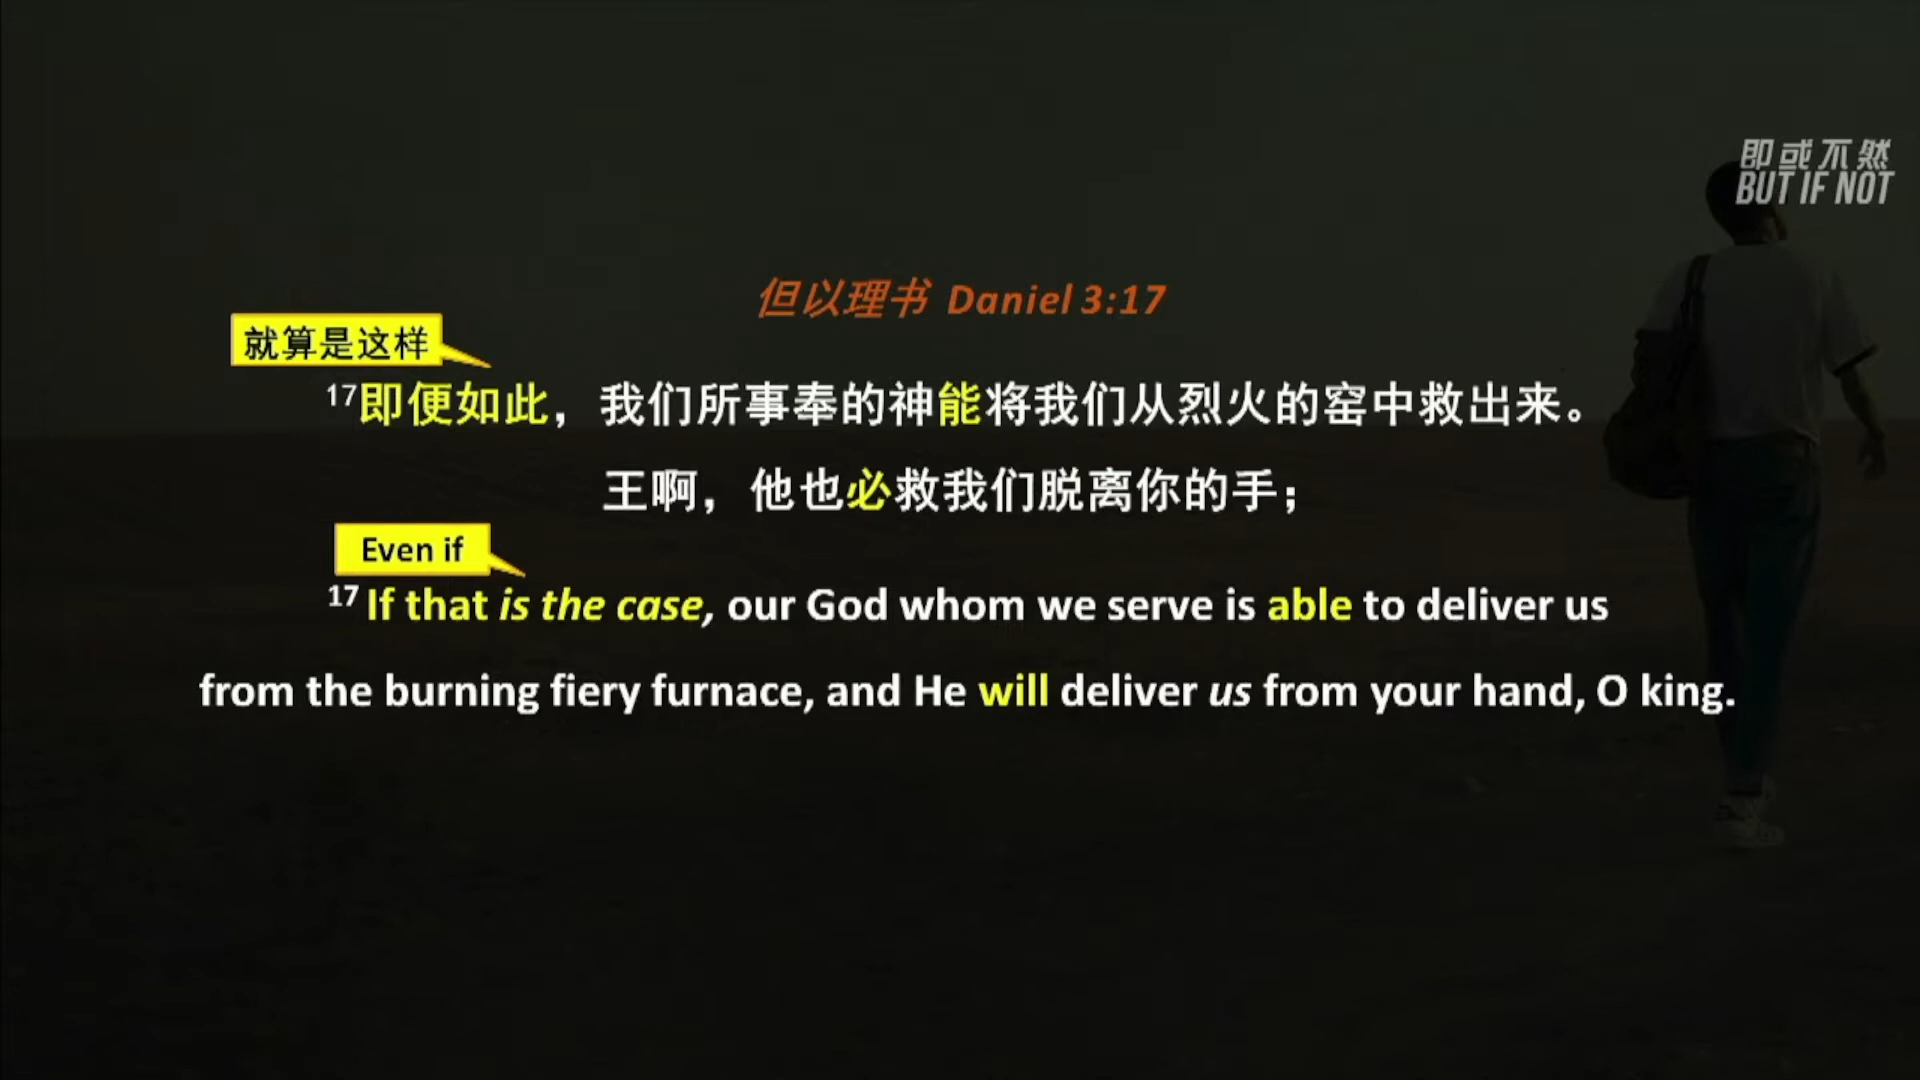 即或不然
BUT IF NOT
但以理书 Daniel 3:17
就算是这样
17即便如此，我们所事奉的神能将我们从烈火的窑中救出来。
王啊，他也必救我们脱离你的手；
Even if
17 If that is the case, our God whom we serve is able to deliver us
from the burning fiery furnace, and He will deliver us from your hand, O king.